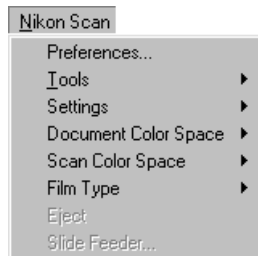 Nikon Scan
Preferences...
Tools
Settings
Document Color Space
Scan Color Space
Film Type
Eject
Slide Feeder...